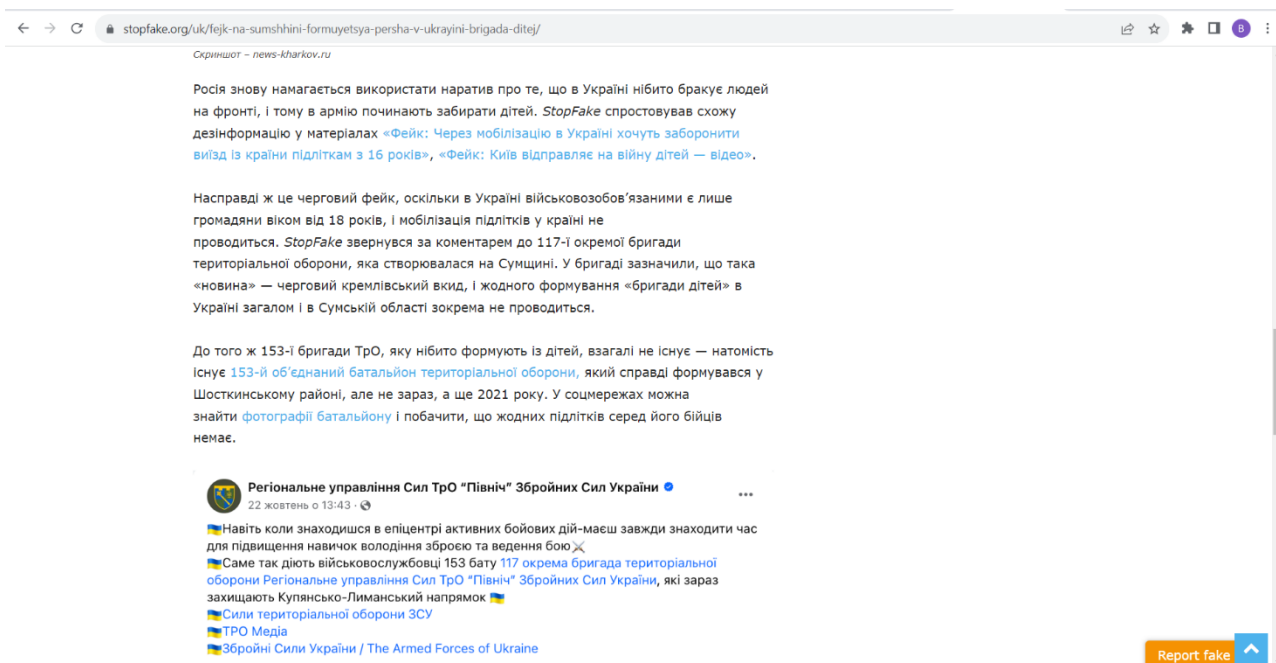 stopfake.org/uk/fejk-na-sumshhini-formuyetsya-persha-v-ukrayini-brigada-ditej/
B
Скриншот – news-kharkov.ru
Росія знову намагається використати наратив про те, що в Україні нібито бракує людей
на фронті, і тому в армію починають забирати дітей. StopFake спростовував схожу
дезінформацію у матеріалах «Фейк: Через мобілізацію в Україні хочуть заборонити
виїзд із країни підліткам з 16 років», «Фейк: Київ відправляє на війну дітей — відео».
Насправді ж це черговий фейк, оскільки в Україні військовозобов’язаними є лише
громадяни віком від 18 років, і мобілізація підлітків у країні не
проводиться. StopFake звернувся за коментарем до 117-ї окремої бригади
територіальної оборони, яка створювалася на Сумщині. У бригаді зазначили, що така
«новина» — черговий кремлівський вкид, і жодного формування «бригади дітей» в
Україні загалом і в Сумській області зокрема не проводиться.
До того ж 153-ї бригади ТрО, яку нібито формують із дітей, взагалі не існує — натомість
існує 153-й об’єднаний батальйон територіальної оборони, який справді формувався у
Шосткинському районі, але не зараз, а ще 2021 року. У соцмережах можна
знайти фотографії батальйону і побачити, що жодних підлітків серед його бійців
немає.
Регіональне управління Сил ТрО “Північ” Збройних Сил України
22 жовтень о 13:43 ·
Навіть коли знаходишся в епіцентрі активних бойових дій-маєш завжди знаходити час
для підвищення навичок володіння зброєю та ведення бою
Саме так діють військовослужбовці 153 бату 117 окрема бригада територіальної
оборони Регіональне управління Сил ТрО “Північ” Збройних Сил України, які зараз
захищають Купянсько-Лиманський напрямок
Сили територіальної оборони ЗСУ
ТРО Медіа
Збройні Сили України / The Armed Forces of Ukraine
Report fake